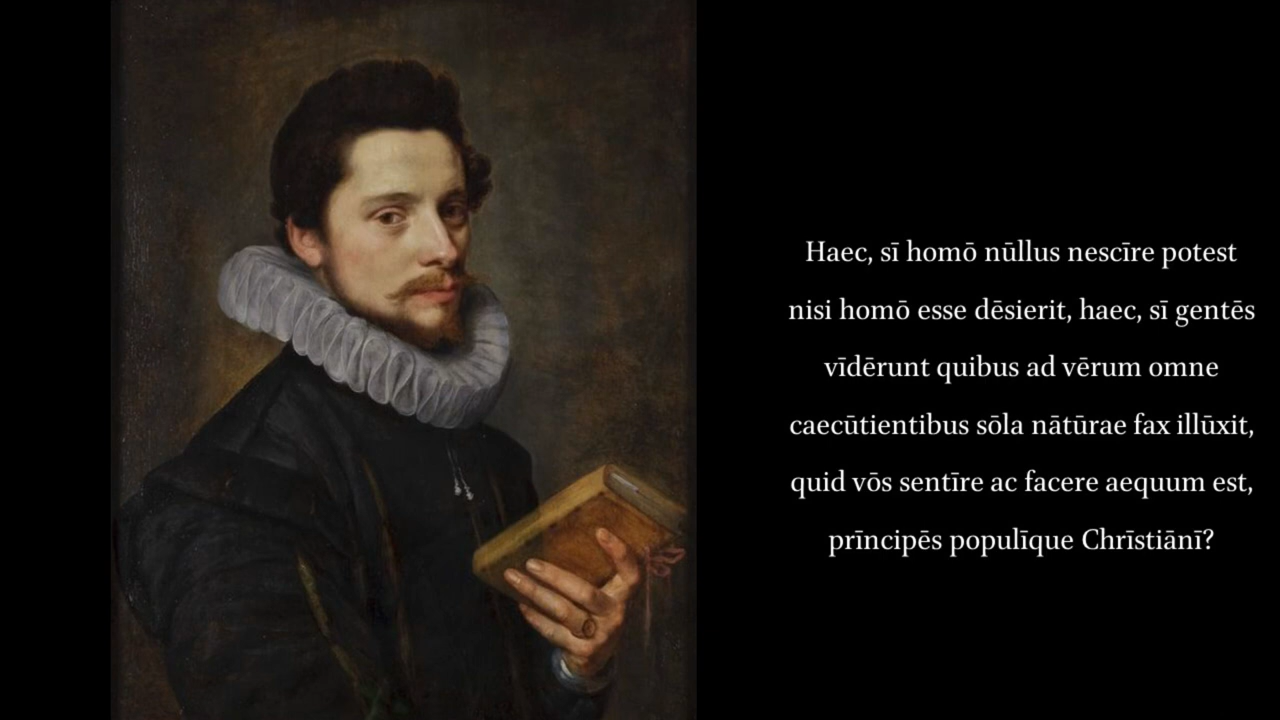 Haec, sī homō nūllus nescīre potest
nisi homō esse dēsierit, haec, sī gentēs
vīdērunt quibus ad vērum omne
caecūtientibus sōla nātūrae fax illūxit,
quid vōs sentīre ac facere aequum est,
prīncipēs populīque Chrīstiānī?